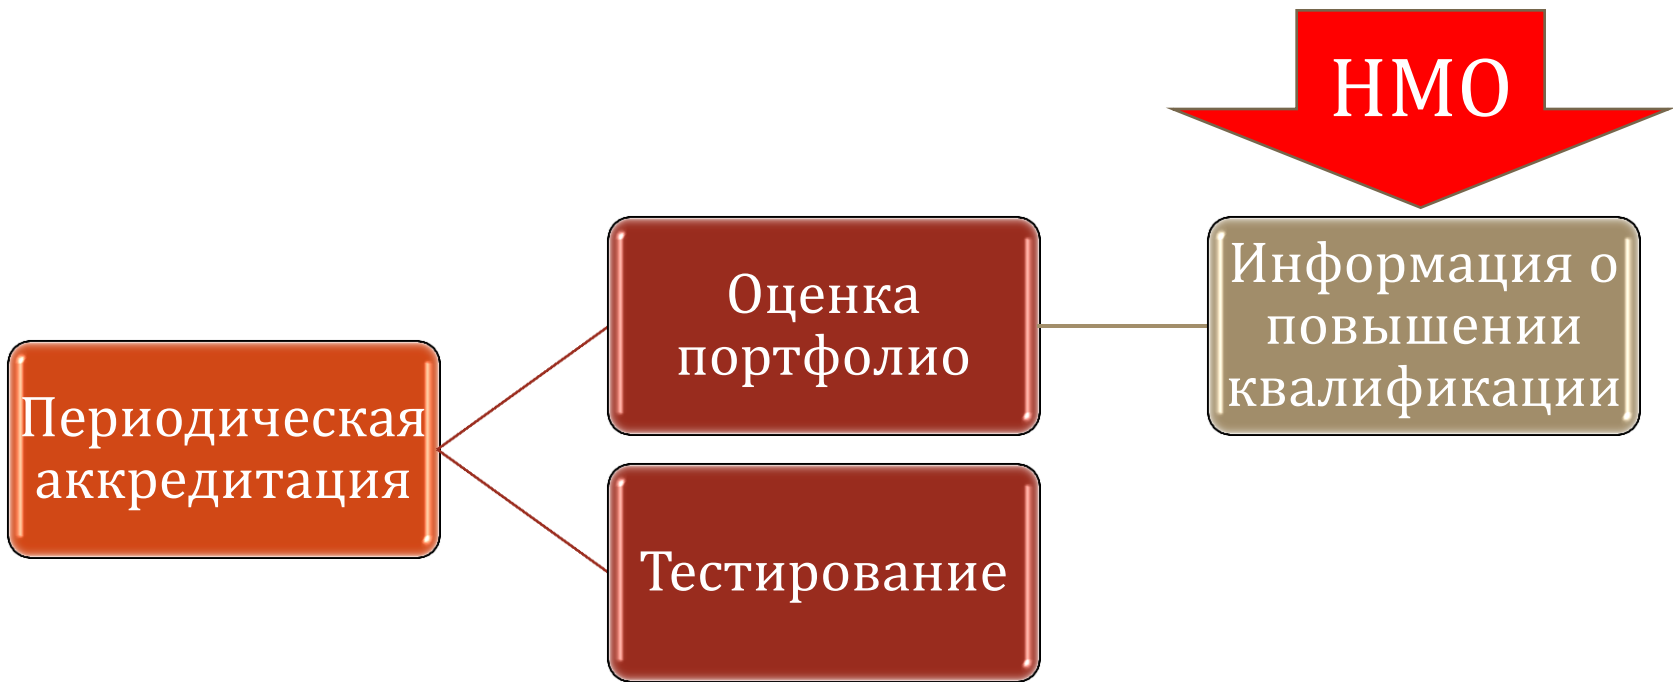 НМО
Периодическая
аккредитация
Оценка
портфолио
Информация о
повышении
квалификации
Тестирование